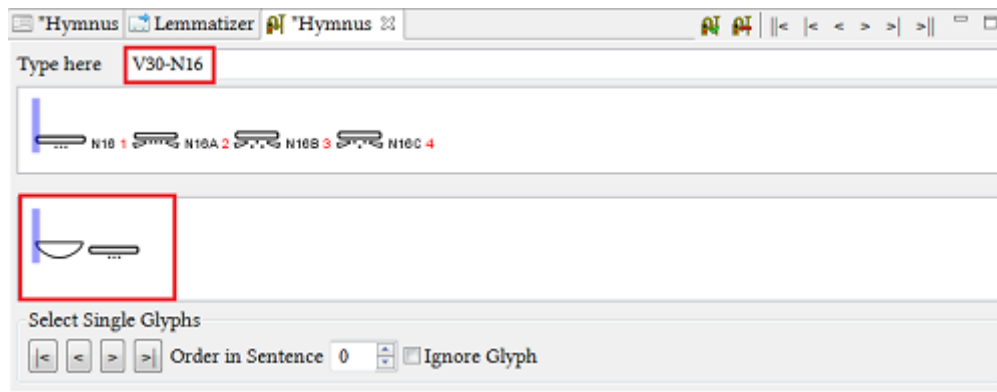 *Hymnus Lemmatizer *Hymnus ||< |< < > >| >||
Type here V30-N16
N16 1 N16A 2 N16B 3 N16C 4
Select Single Glyphs
|< < > >| Order in Sentence 0 Ignore Glyph